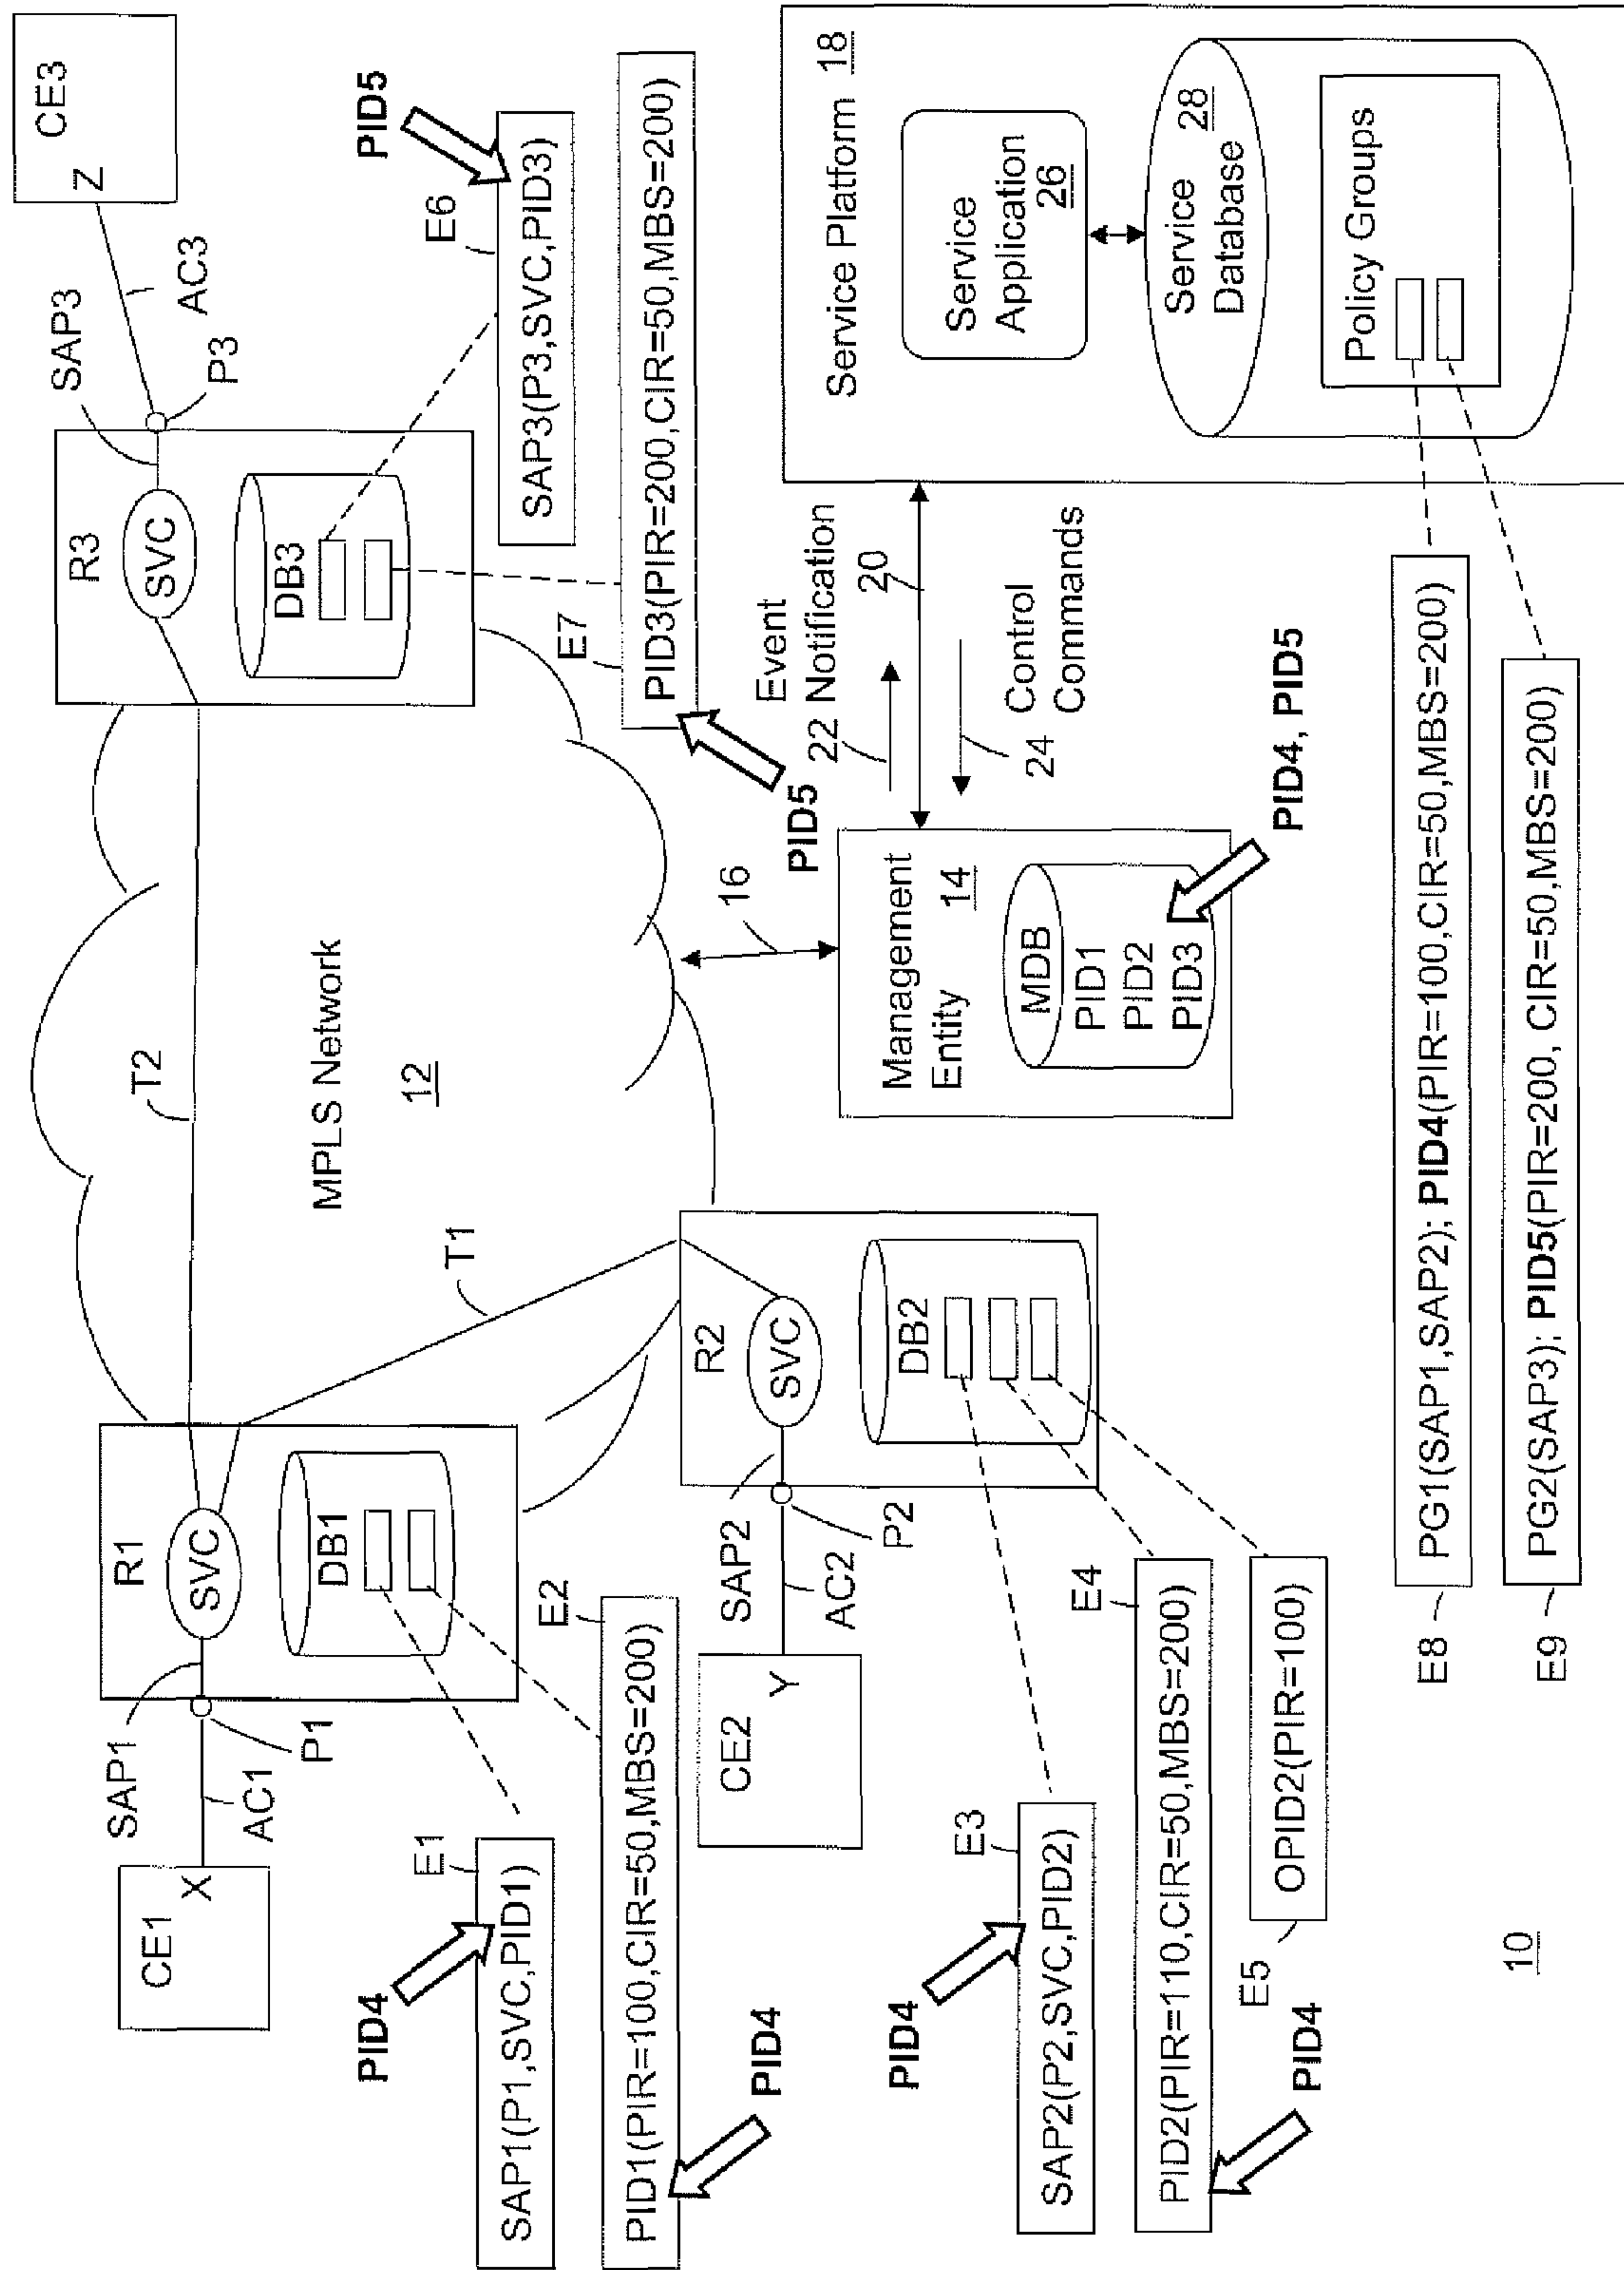 CE1
X
AC1
SAP1
P1
R1
SVC
DB1
T2
MPLS Network
12
T1
R3
SVC
DB3
SAP3
P3
AC3
CE3
Z
PID4
E1
SAP1(P1,SVC,PID1)
E2
PID1(PIR=100,CIR=50,MBS=200)
PID4
PID5
E6
SAP3(P3,SVC,PID3)
E7
PID3(PIR=200,CIR=50,MBS=200)
PID5
CE2
Y
AC2
SAP2
P2
R2
SVC
DB2
16
Management
Entity
14
MDB
PID1
PID2
PID3
PID4, PID5
Event
Notification
22
20
24
Control
Commands
Service Platform 18
Service
Application
26
Service
Database
28
Policy Groups
PID4
E3
SAP2(P2,SVC,PID2)
E4
PID2(PIR=110,CIR=50,MBS=200)
PID4
E5
OPID2(PIR=100)
E8
PG1(SAP1,SAP2); PID4(PIR=100,CIR=50,MBS=200)
E9
PG2(SAP3); PID5(PIR=200, CIR=50,MBS=200)
10